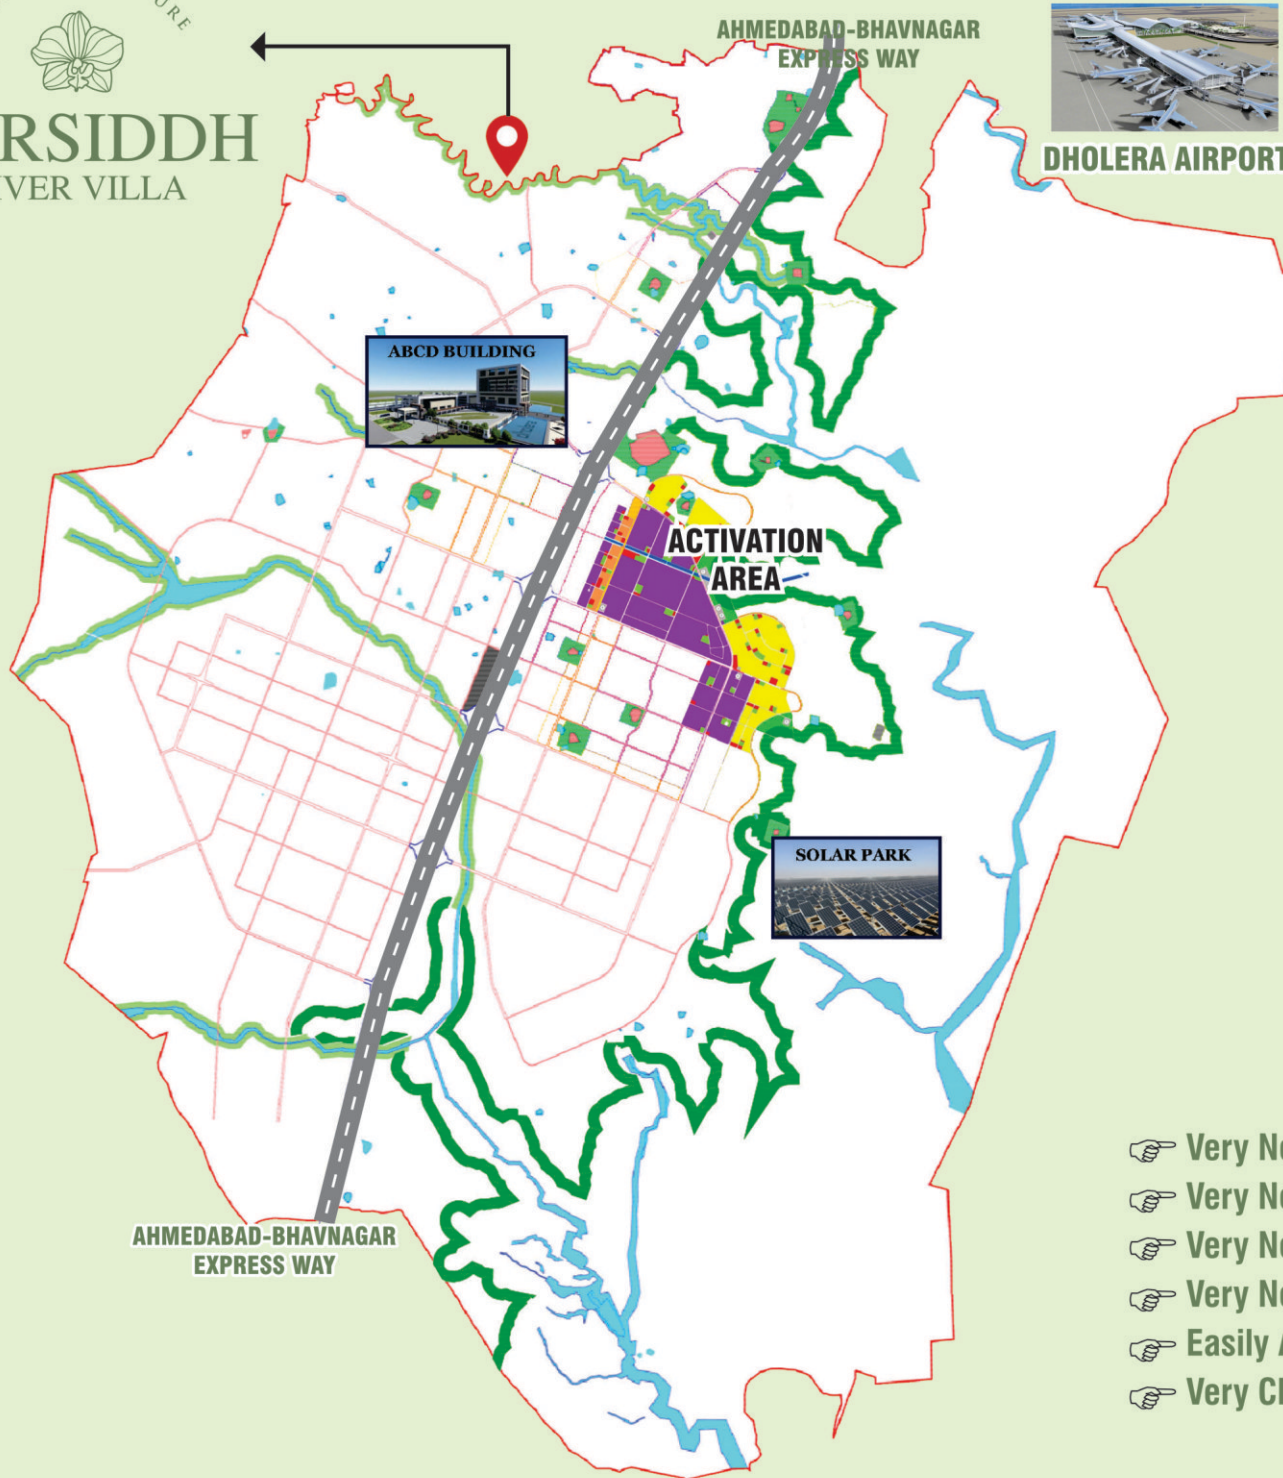 URE
RSIDDH
VER VILLA
AHMEDABAD-BHAVNAGAR
EXPRESS WAY
DHOLERA AIRPORT
ABCD BUILDING
ACTIVATION
AREA
SOLAR PARK
AHMEDABAD-BHAVNAGAR
EXPRESS WAY
Very
Very
Very
Very
Easily
Very